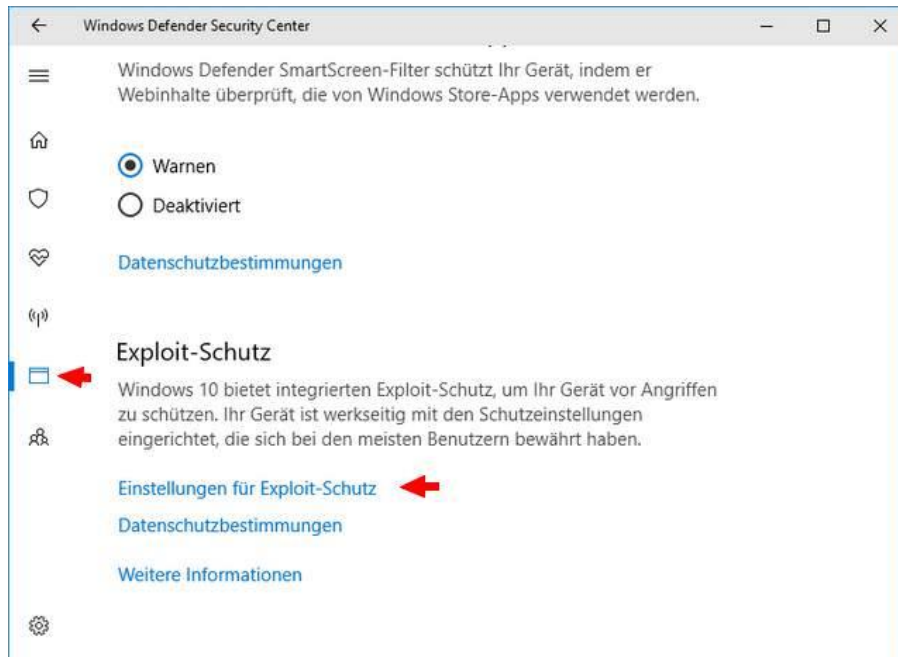 Windows Defender Security Center
Windows Defender SmartScreen-Filter schützt Ihr Gerät, indem er
Webinhalte überprüft, die von Windows Store-Apps verwendet werden.
Warnen
Deaktiviert
Datenschutzbestimmungen
Exploit-Schutz
Windows 10 bietet integrierten Exploit-Schutz, um Ihr Gerät vor Angriffen
zu schützen. Ihr Gerät ist werkseitig mit den Schutzeinstellungen
eingerichtet, die sich bei den meisten Benutzern bewährt haben.
Einstellungen für Exploit-Schutz
Datenschutzbestimmungen
Weitere Informationen